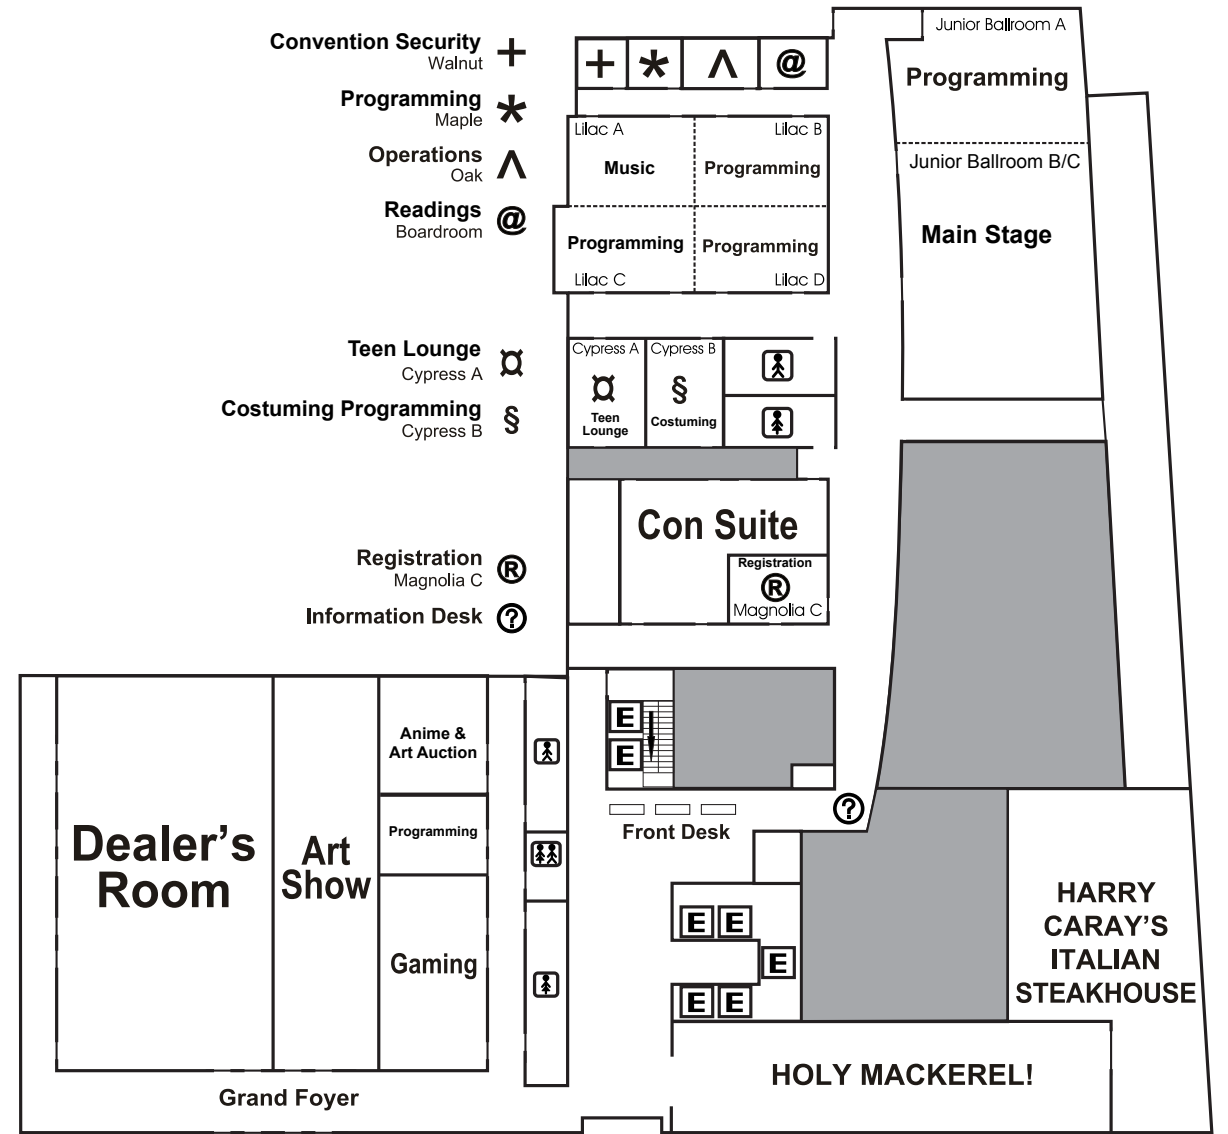 Convention Security +
Walnut
Programming *
Maple
Operations Λ
Oak
Readings @
Boardroom
Teen Lounge ¤
Cypress A
Costuming Programming §
Cypress B
Registration ®
Magnolia C
Information Desk ?
+ * Λ @
Lilac A
Lilac B
Music
Programming
Programming
Programming
Lilac C
Lilac D
Junior Ballroom A
Programming
Junior Ballroom B/C
Main Stage
Cypress A
¤
Teen
Lounge
Cypress B
§
Costuming
Con Suite
Registration
®
Magnolia C
E
E
?
Front Desk
Dealer's
Room
Art
Show
Anime &
Art Auction
Programming
Gaming
Grand Foyer
E E
E
E E
HARRY
CARAY'S
ITALIAN
STEAKHOUSE
HOLY MACKEREL!